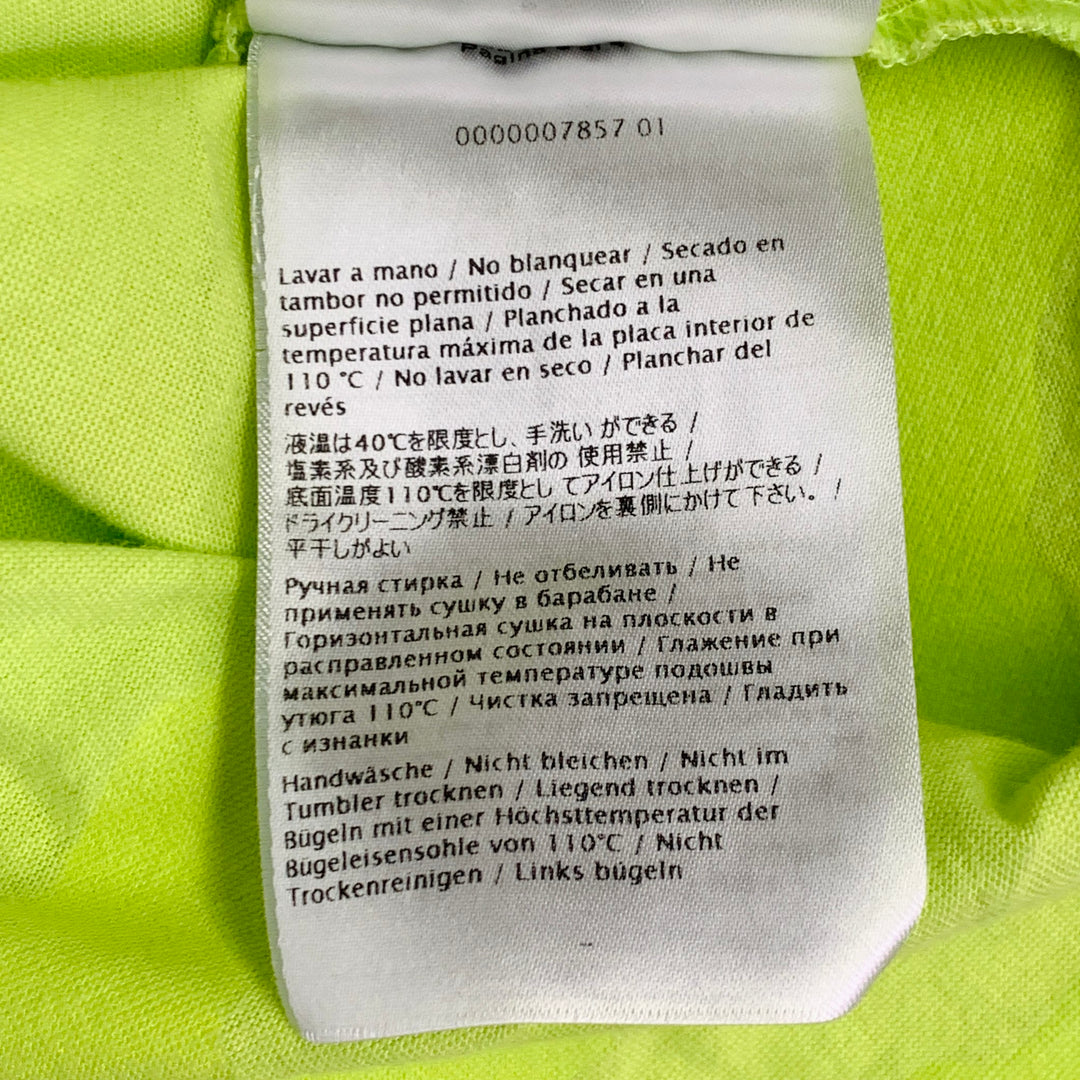 0000007857 01
Lavar a mano / No blanquear / Secado en
tambor no permitido / Secar en una
superficie plana / Planchado a la
temperatura máxima de la placa interior de
110 °C / No lavar en seco / Planchar del
revés
液温は40℃を限度とし、手洗いができる /
塩素系及び酸素系漂白剤の 使用禁止 /
底面温度110℃を限度とし てアイロン仕上げができる /
ドライクリーニング禁止 / アイロンを裏側にかけて下さい。 /
平干しがよい
Ручная стирка / Не отбеливать / Не
применять сушку в барабане /
Горизонтальная сушка на плоскости в
расправленном состоянии / Глажение при
максимальной температуре подошвы
утюга 110°C / Чистка запрещена / Гладить
с изнанки
Handwäsche / Nicht bleichen / Nicht im
Tumbler trocknen / Liegend trocknen /
Bügeln mit einer Höchsttemperatur der
Bügeleisensohle von 110°C / Nicht
Trockenreinigen / Links bügeln